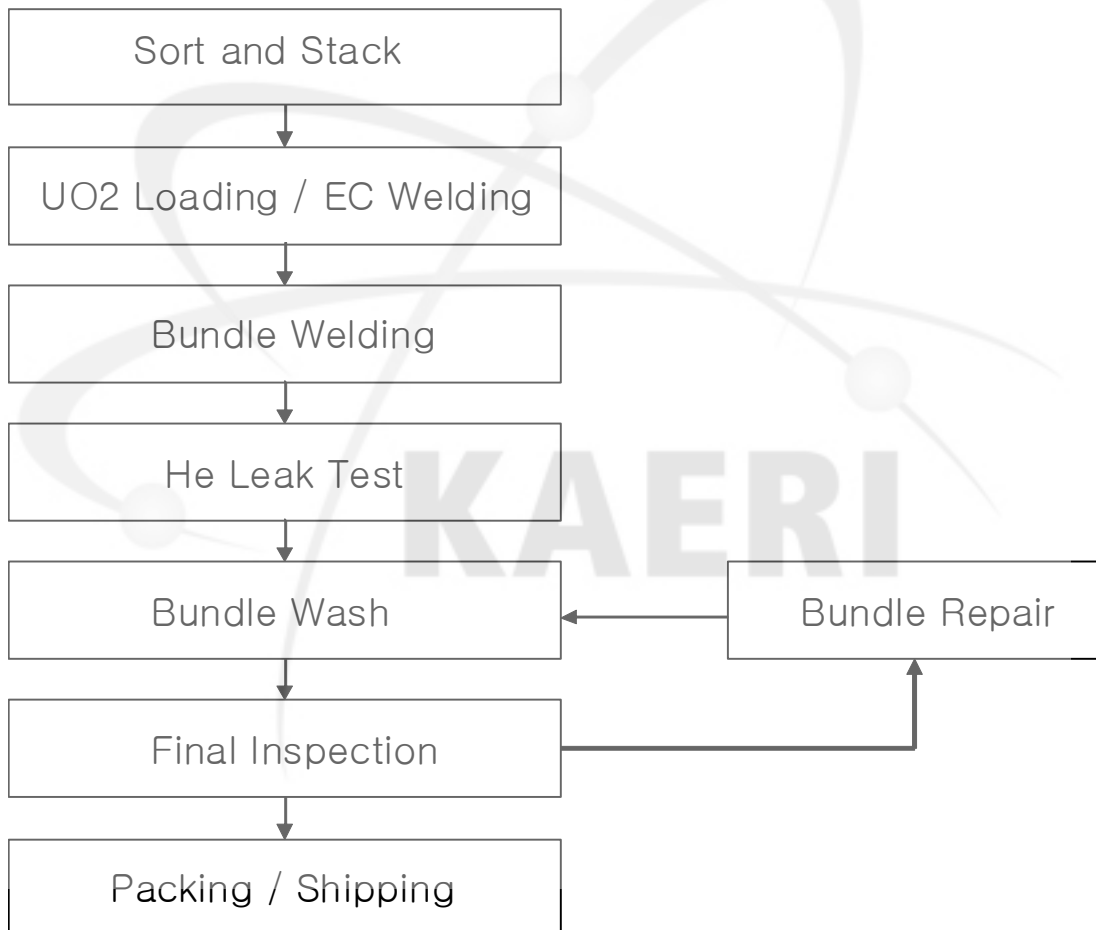 Sort and Stack
UO2 Loading / EC Welding
Bundle Welding
He Leak Test
KAERI
Bundle Wash
Bundle Repair
Final Inspection
Packing / Shipping